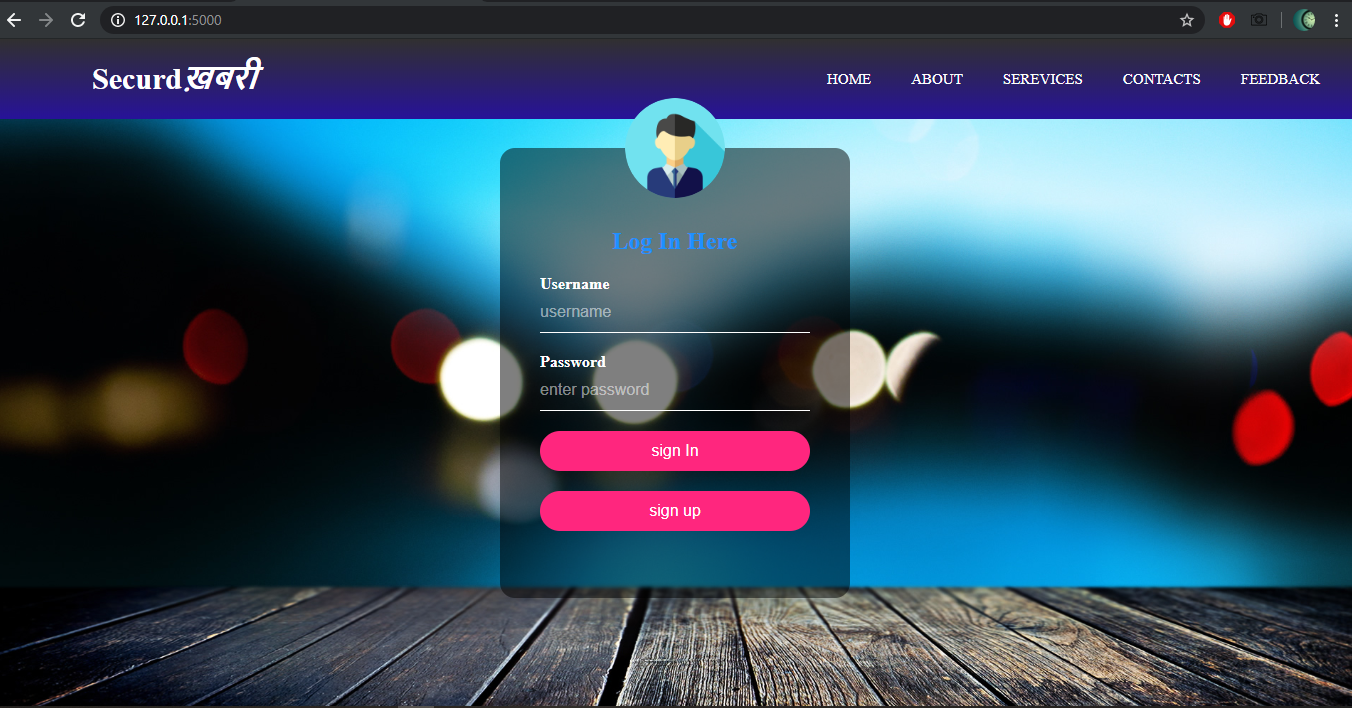 127.0.0.1:5000
Securdख़बरी
HOME ABOUT SEREVICES CONTACTS FEEDBACK
Log In Here
Username
username
Password
enter password
sign In
sign up